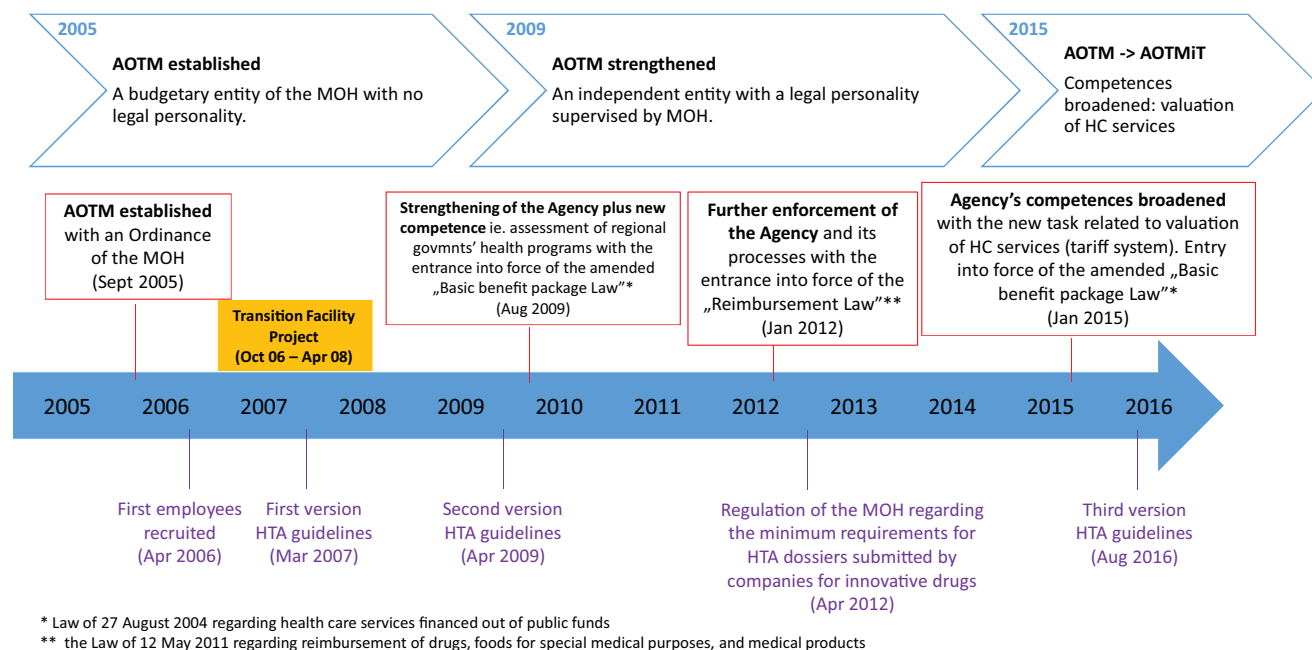 2005
AOTM established
A budgetary entity of the MOH with no
legal personality.
2009
AOTM strengthened
An independent entity with a legal personality
supervised by MOH.
2015
AOTM -> AOTMiT
Competences
broadened: valuation
of HC services
AOTM established
with an Ordinance
of the MOH
(Sept 2005)
Transition Facility
Project
(Oct 06 – Apr 08)
Strengthening of the Agency plus new
competence ie. assessment of regional
govmnts' health programs with the
entrance into force of the amended
„Basic benefit package Law"*
(Aug 2009)
Further enforcement of
the Agency and its
processes with the
entrance into force of the
„Reimbursement Law"**
(Jan 2012)
Agency's competences broadened
with the new task related to valuation
of HC services (tariff system). Entry
into force of the amended „Basic
benefit package Law"*
(Jan 2015)
2005 2006 2007 2008 2009 2010 2011 2012 2013 2014 2015 2016
First employees
recruited
(Apr 2006)
First version
HTA guidelines
(Mar 2007)
Second version
HTA guidelines
(Apr 2009)
Regulation of the MOH regarding
the minimum requirements for
HTA dossiers submitted by
companies for innovative drugs
(Apr 2012)
Third version
HTA guidelines
(Aug 2016)
* Law of 27 August 2004 regarding health care services financed out of public funds
** the Law of 12 May 2011 regarding reimbursement of drugs, foods for special medical purposes, and medical products